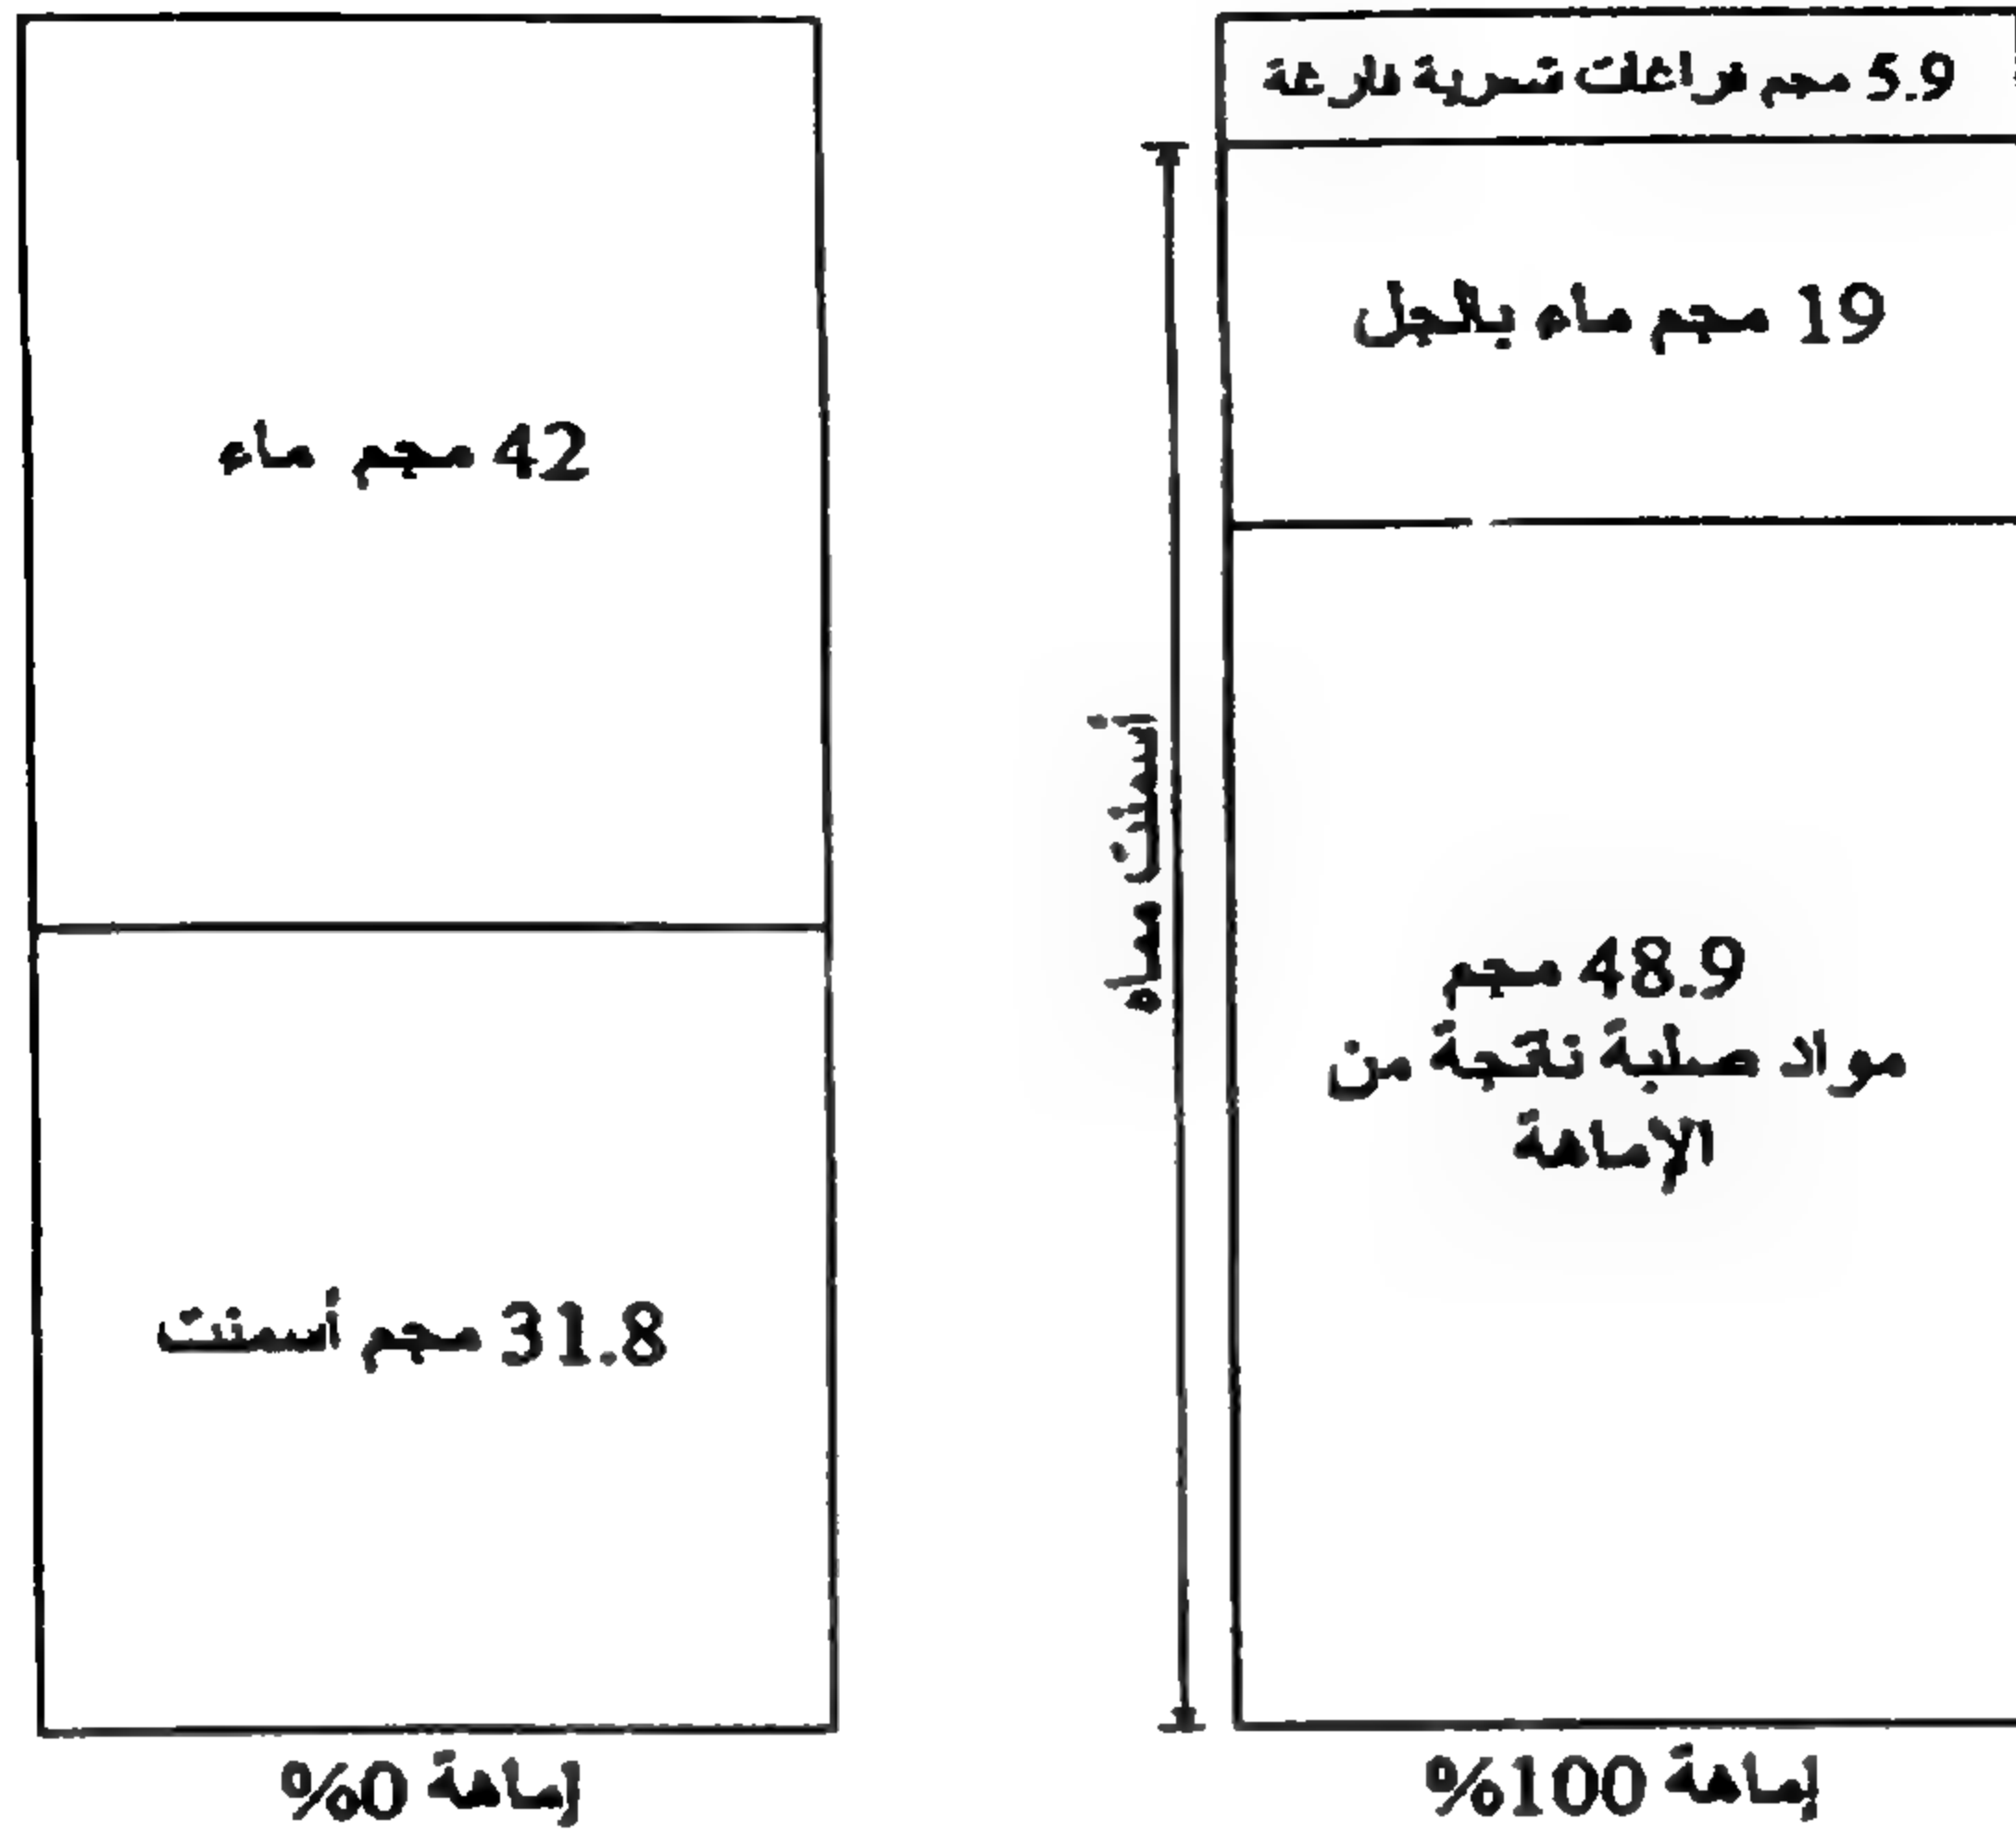 5.9 مجم فراغات شعرية فارغة
19 مجم ماء بالجل
42 مجم ماء
أسمنت مماه
48.9 مجم
مواد صلبة ناتجة من
الإماهة
31.8 مجم أسمنت
إماهة 100%
إماهة 0%